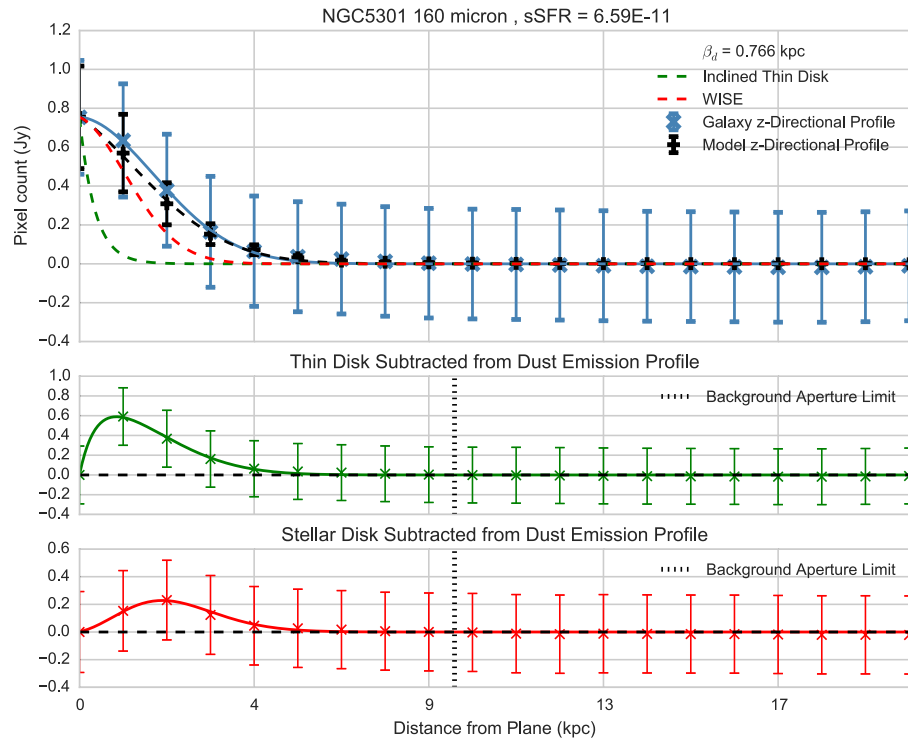 NGC5301 160 micron , sSFR = 6.59E-11
1.2
1.0
0.8
0.6
0.4
0.2
0.0
−0.2
−0.4
Pixel count (Jy)
β_d = 0.766 kpc
Inclined Thin Disk
WISE
Galaxy z-Directional Profile
Model z-Directional Profile
Thin Disk Subtracted from Dust Emission Profile
1.0
0.8
0.6
0.4
0.2
0.0
−0.2
−0.4
Background Aperture Limit
Stellar Disk Subtracted from Dust Emission Profile
0.6
0.4
0.2
0.0
−0.2
−0.4
Background Aperture Limit
0 4 9 13 17
Distance from Plane (kpc)